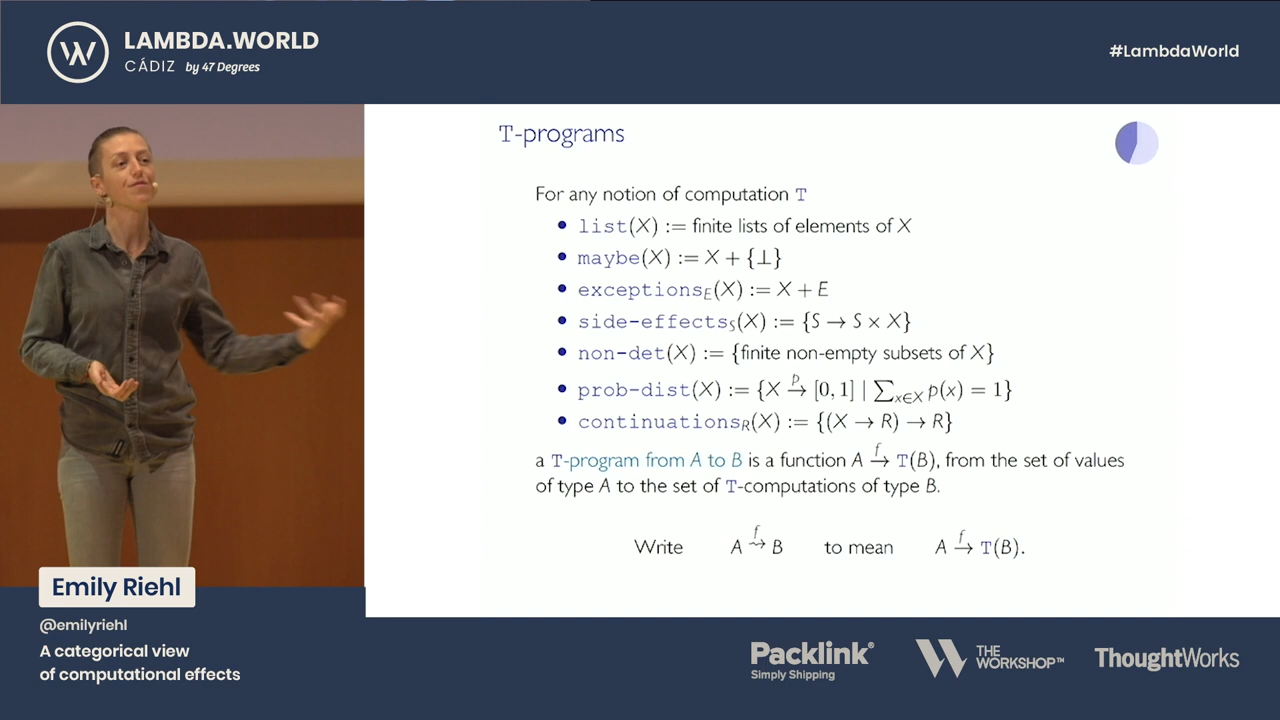 LAMBDA.WORLD
CÁDIZ by 47 Degrees
#LambdaWorld
T-programs
For any notion of computation T
• list(X) := finite lists of elements of X
• maybe(X) := X + {⊥}
• exceptions_E(X) := X + E
• side-effects_S(X) := {S → S × X}
• non-det(X) := {finite non-empty subsets of X}
• prob-dist(X) := {X →^p [0, 1] | ∑_{x∈X} p(x) = 1}
• continuations_R(X) := {(X → R) → R}
a T-program from A to B is a function A →^f T(B), from the set of values
of type A to the set of T-computations of type B.
Write A ⇝^f B to mean A →^f T(B).
Emily Riehl
@emilyriehl
A categorical view
of computational effects
Packlink®
Simply Shipping
THE
WORKSHOP™
ThoughtWorks